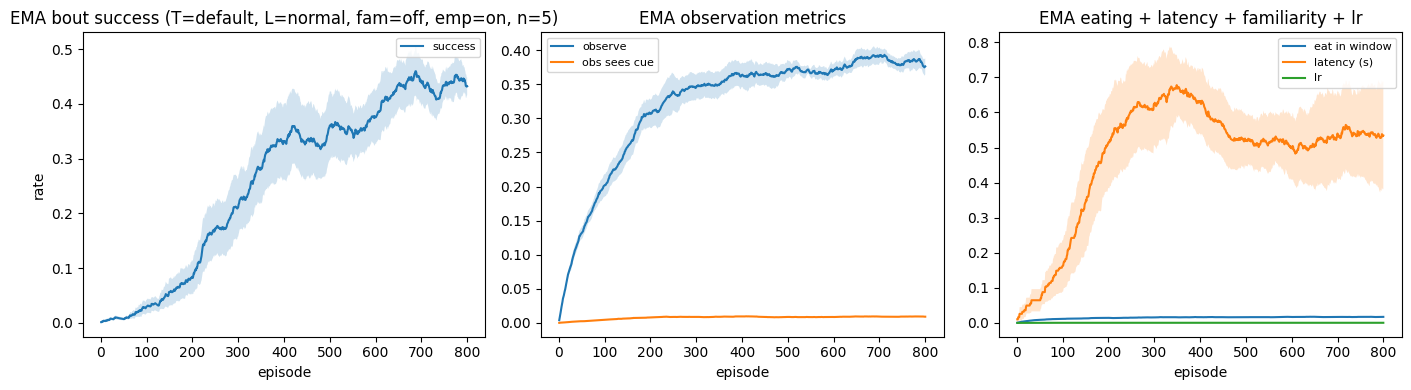 EMA bout success (T=default, L=normal, fam=off, emp=on, n=5)
success
0.5
0.4
0.3
0.2
0.1
0.0
rate
0 100 200 300 400 500 600 700 800
episode
EMA observation metrics
observe
obs sees cue
0.40
0.35
0.30
0.25
0.20
0.15
0.10
0.05
0.00
0 100 200 300 400 500 600 700 800
episode
EMA eating + latency + familiarity + lr
eat in window
latency (s)
lr
0.8
0.7
0.6
0.5
0.4
0.3
0.2
0.1
0.0
0 100 200 300 400 500 600 700 800
episode